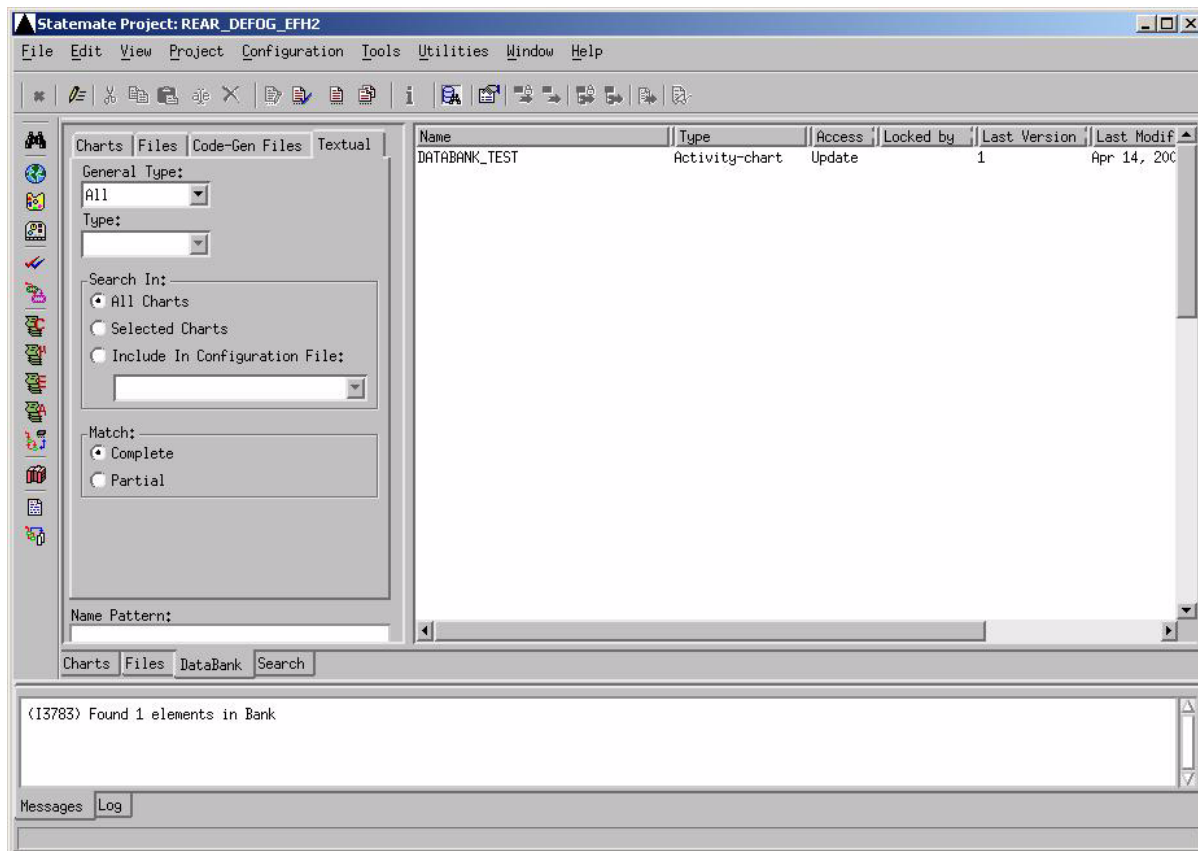 Statemate Project: REAR_DEFOG_EFH2
File Edit View Project Configuration Tools Utilities Window Help
Charts Files Code-Gen Files Textual
General Type:
All
Type:
Search In:
All Charts
Selected Charts
Include In Configuration File:
Match:
Complete
Partial
Name Pattern:
Name Type Access Locked by Last Version Last Modif
DATABANK_TEST Activity-chart Update 1 Apr 14, 200
Charts Files DataBank Search
(I3783) Found 1 elements in Bank
Messages Log